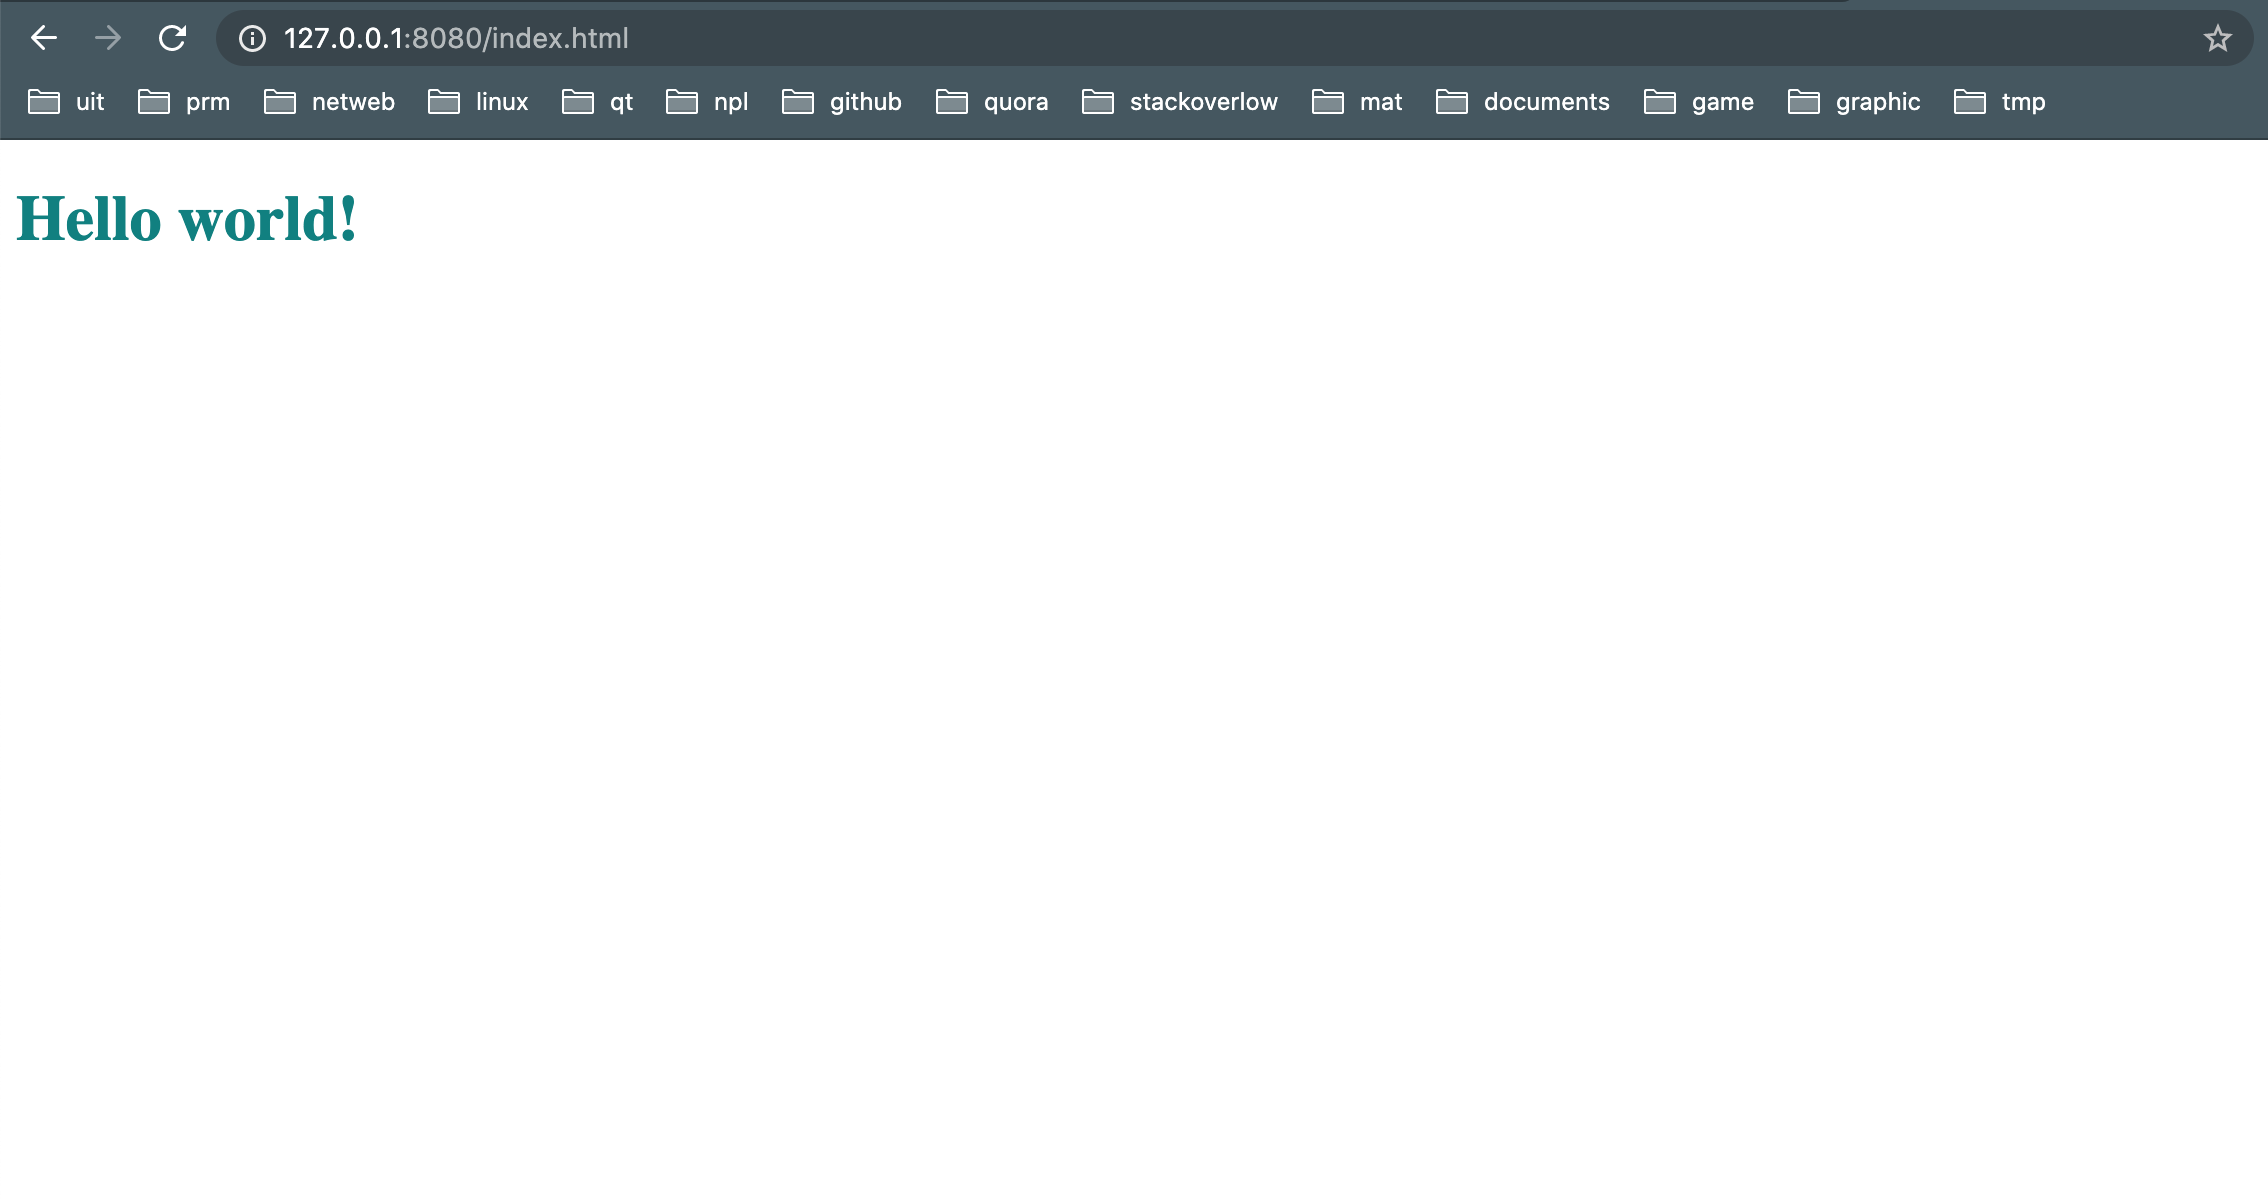 127.0.0.1:8080/index.html
uit prm netweb linux qt npl github quora stackoverlow mat documents game graphic tmp
Hello world!